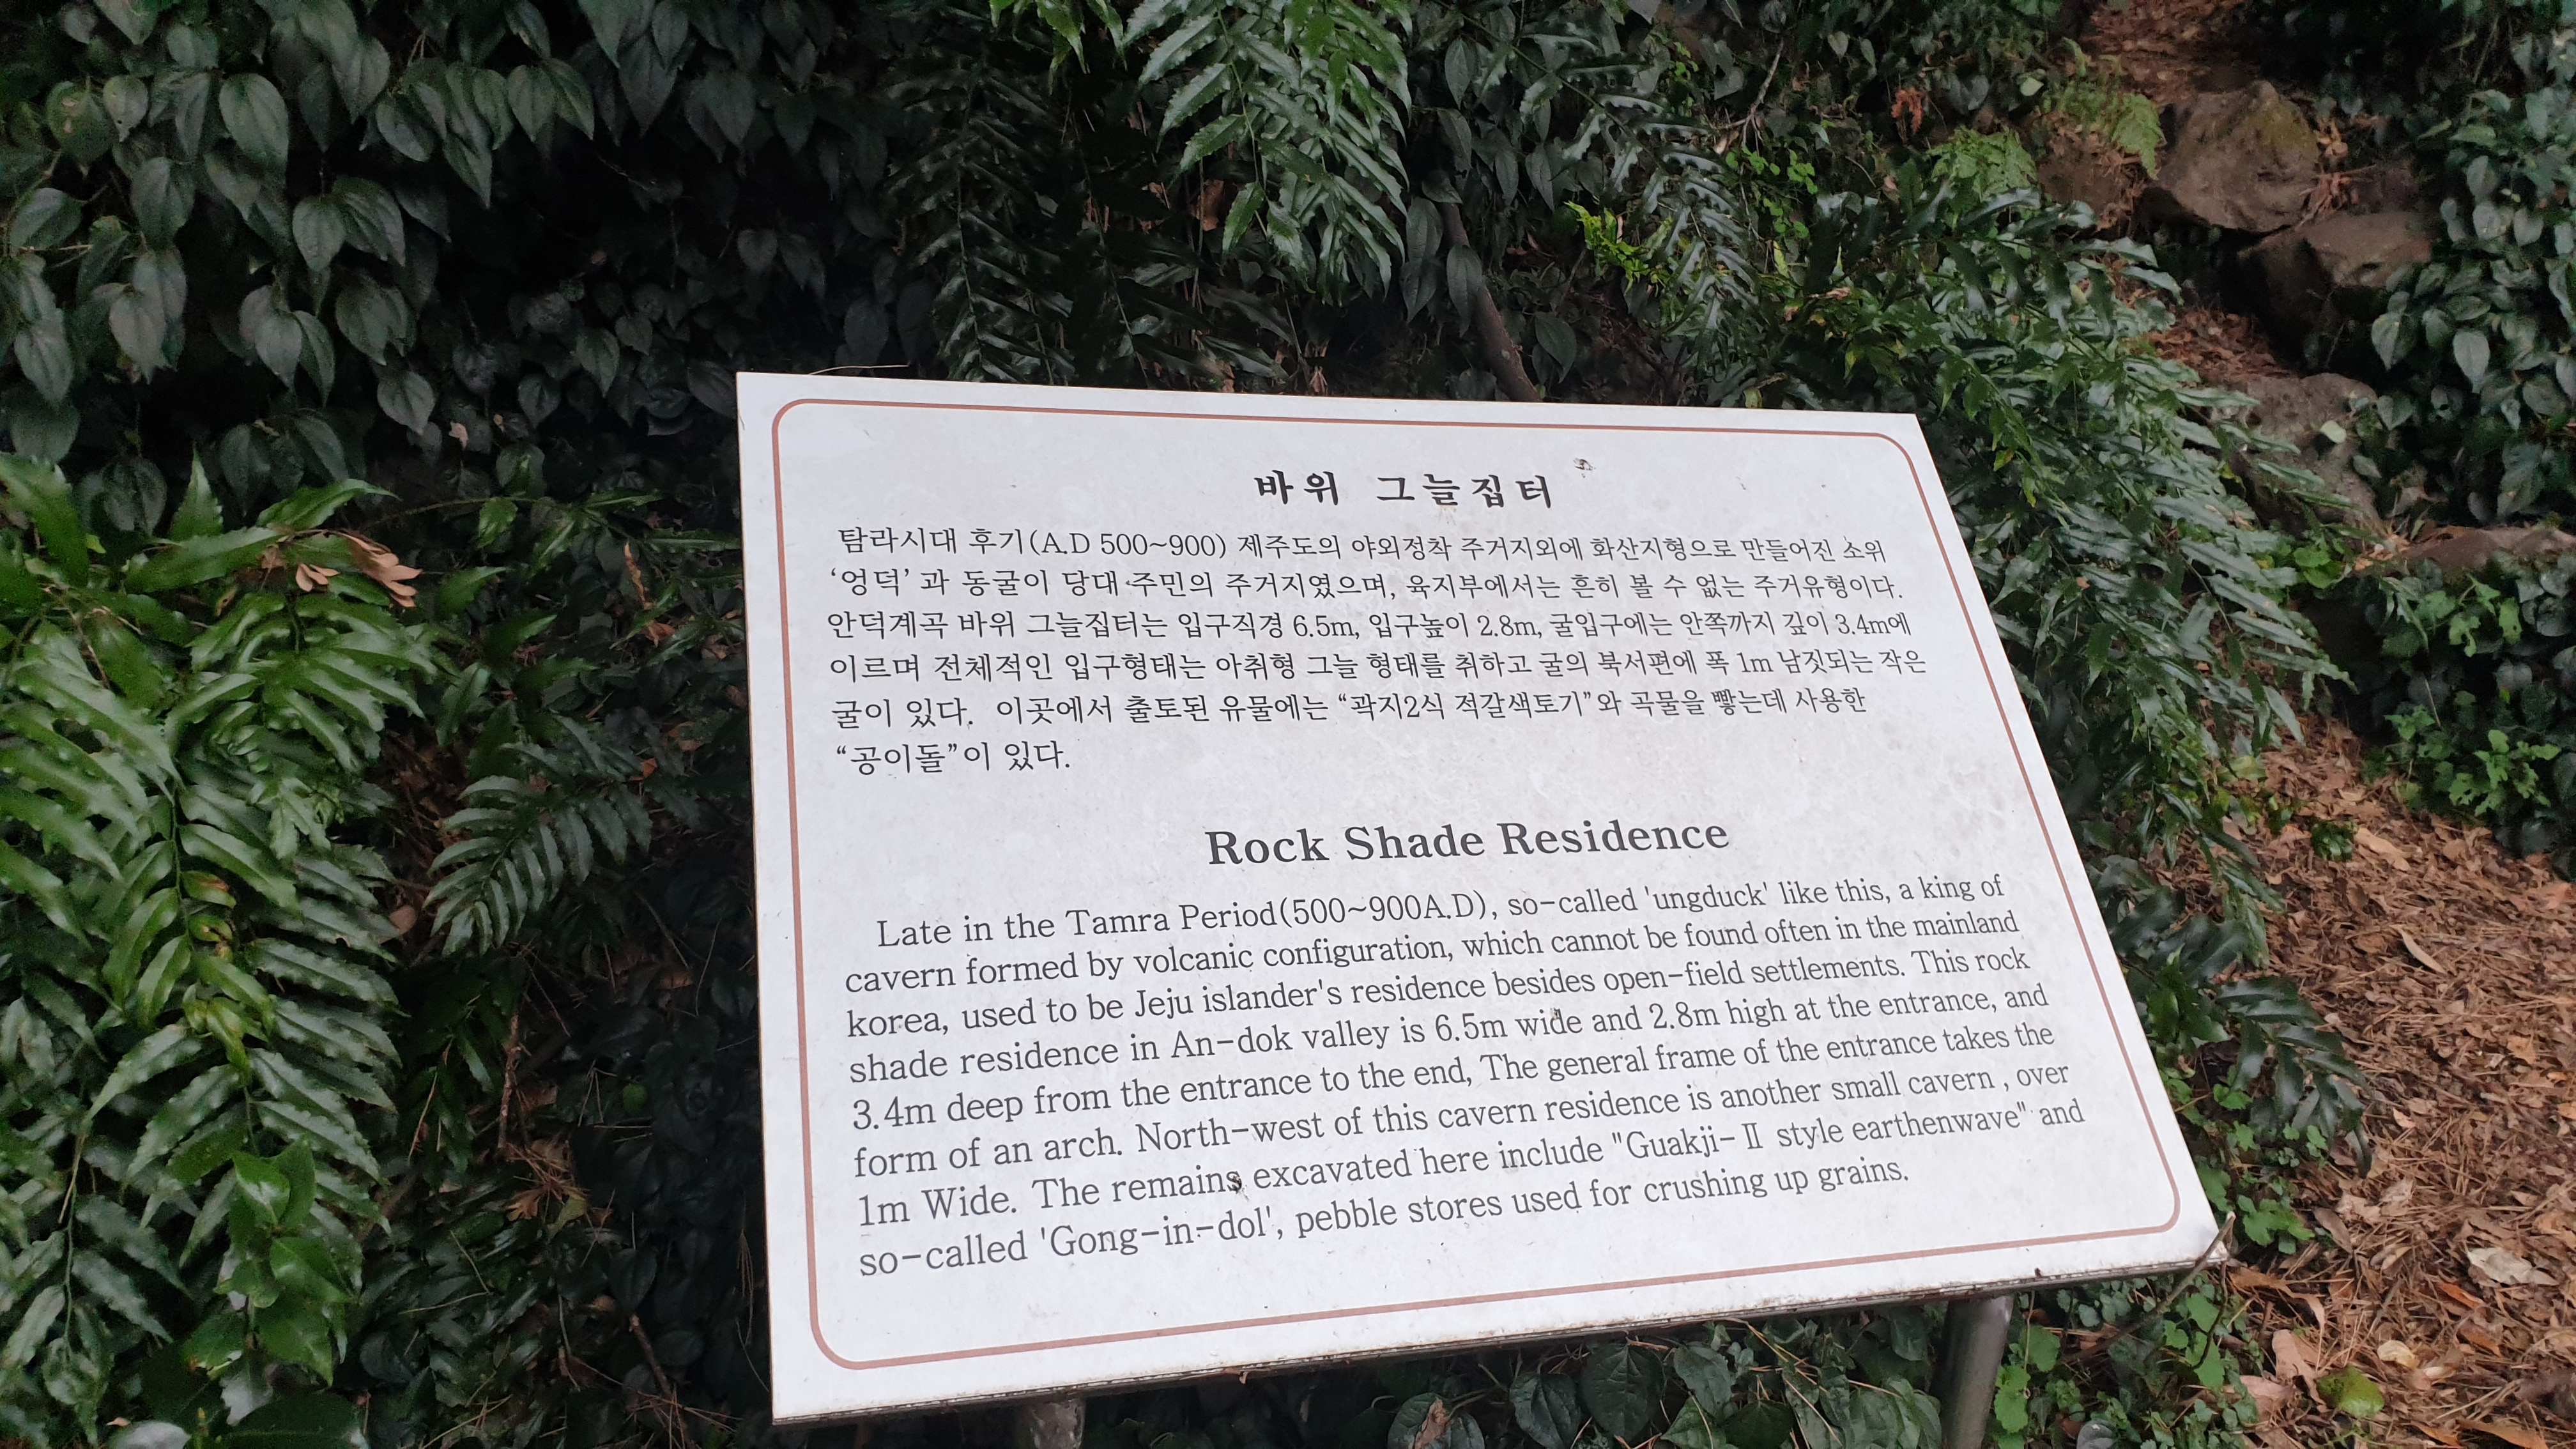 바위 그늘집터
탐라시대 후기(A.D 500~900) 제주도의 야외정착 주거지외에 화산지형으로 만들어진 소위
‘엉덕’과 동굴이 당대 주민의 주거지였으며, 육지부에서는 흔히 볼 수 없는 주거유형이다.
안덕계곡 바위 그늘집터는 입구직경 6.5m, 입구높이 2.8m, 굴입구에는 안쪽까지 깊이 3.4m에
이르며 전체적인 입구형태는 아취형 그늘 형태를 취하고 굴의 북서편에 폭 1m 남짓되는 작은
굴이 있다. 이곳에서 출토된 유물에는 “곽지2식 적갈색토기”와 곡물을 빻는데 사용한
“공이돌”이 있다.
Rock Shade Residence
Late in the Tamra Period(500~900A.D), so-called 'ungduck' like this, a king of
cavern formed by volcanic configuration, which cannot be found often in the mainland
korea, used to be Jeju islander's residence besides open-field settlements. This rock
shade residence in An-dok valley is 6.5m wide and 2.8m high at the entrance, and
3.4m deep from the entrance to the end, The general frame of the entrance takes the
form of an arch. North-west of this cavern residence is another small cavern , over
1m Wide. The remains excavated here include "Guakji-Ⅱ style earthenwave" and
so-called 'Gong-in-dol', pebble stores used for crushing up grains.